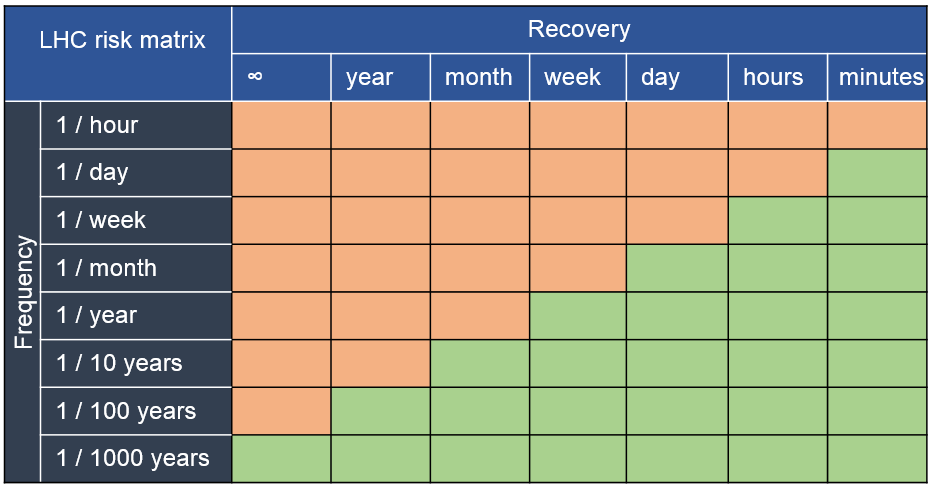 LHC risk matrix
Recovery
∞ year month week day hours minutes
Frequency
1 / hour
1 / day
1 / week
1 / month
1 / year
1 / 10 years
1 / 100 years
1 / 1000 years